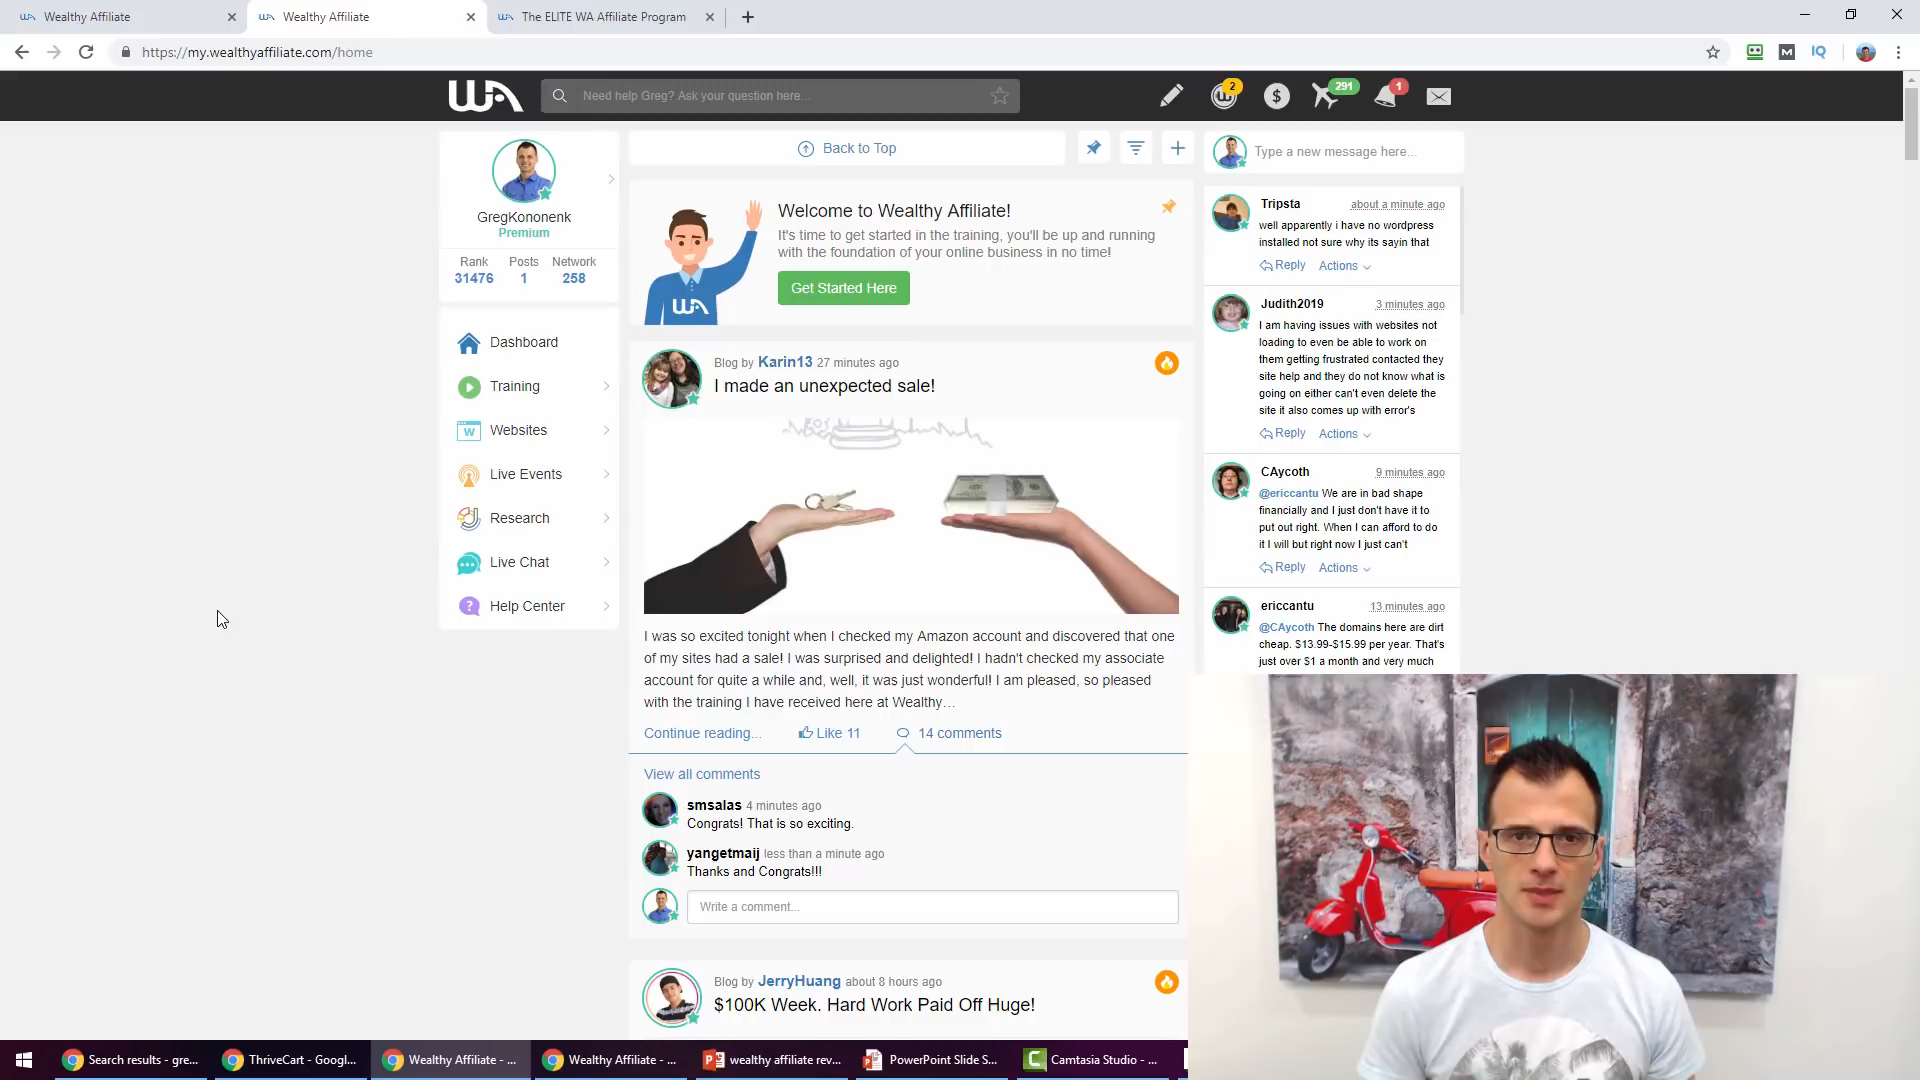 Wealthy Affiliate
Wealthy Affiliate
The ELITE WA Affiliate Program
https://my.wealthyaffiliate.com/home
M
IQ
WA
Need help Greg? Ask your question here...
2
291
1
GregKononenk
Premium
Rank Posts Network
31476 1 258
Dashboard
Training
Websites
Live Events
Research
Live Chat
Help Center
Back to Top
Welcome to Wealthy Affiliate!
It's time to get started in the training, you'll be up and running
with the foundation of your online business in no time!
Get Started Here
WA
Blog by Karin13 27 minutes ago
I made an unexpected sale!
I was so excited tonight when I checked my Amazon account and discovered that one
of my sites had a sale! I was surprised and delighted! I hadn't checked my associate
account for quite a while and, well, it was just wonderful! I am pleased, so pleased
with the training I have received here at Wealthy…
Continue reading... Like 11 14 comments
View all comments
smsalas 4 minutes ago
Congrats! That is so exciting.
yangetmaij less than a minute ago
Thanks and Congrats!!!
Write a comment...
Blog by JerryHuang about 8 hours ago
$100K Week. Hard Work Paid Off Huge!
Type a new message here...
Tripsta about a minute ago
well apparently i have no wordpress
installed not sure why its sayin that
Reply Actions
Judith2019 3 minutes ago
I am having issues with websites not
loading to even be able to work on
them getting frustrated contacted they
site help and they do not know what is
going on either can't even delete the
site it also comes up with error's
Reply Actions
CAycoth 9 minutes ago
@ericcantu We are in bad shape
financially and I just don't have it to
put out right. When I can afford to do
it I will but right now I just can't
Reply Actions
ericcantu 13 minutes ago
@CAycoth The domains here are dirt
cheap. $13.99-$15.99 per year. That's
just over $1 a month and very much
Search results - gre...
ThriveCart - Googl...
Wealthy Affiliate - ...
Wealthy Affiliate - ...
wealthy affiliate rev...
PowerPoint Slide S...
Camtasia Studio - ...